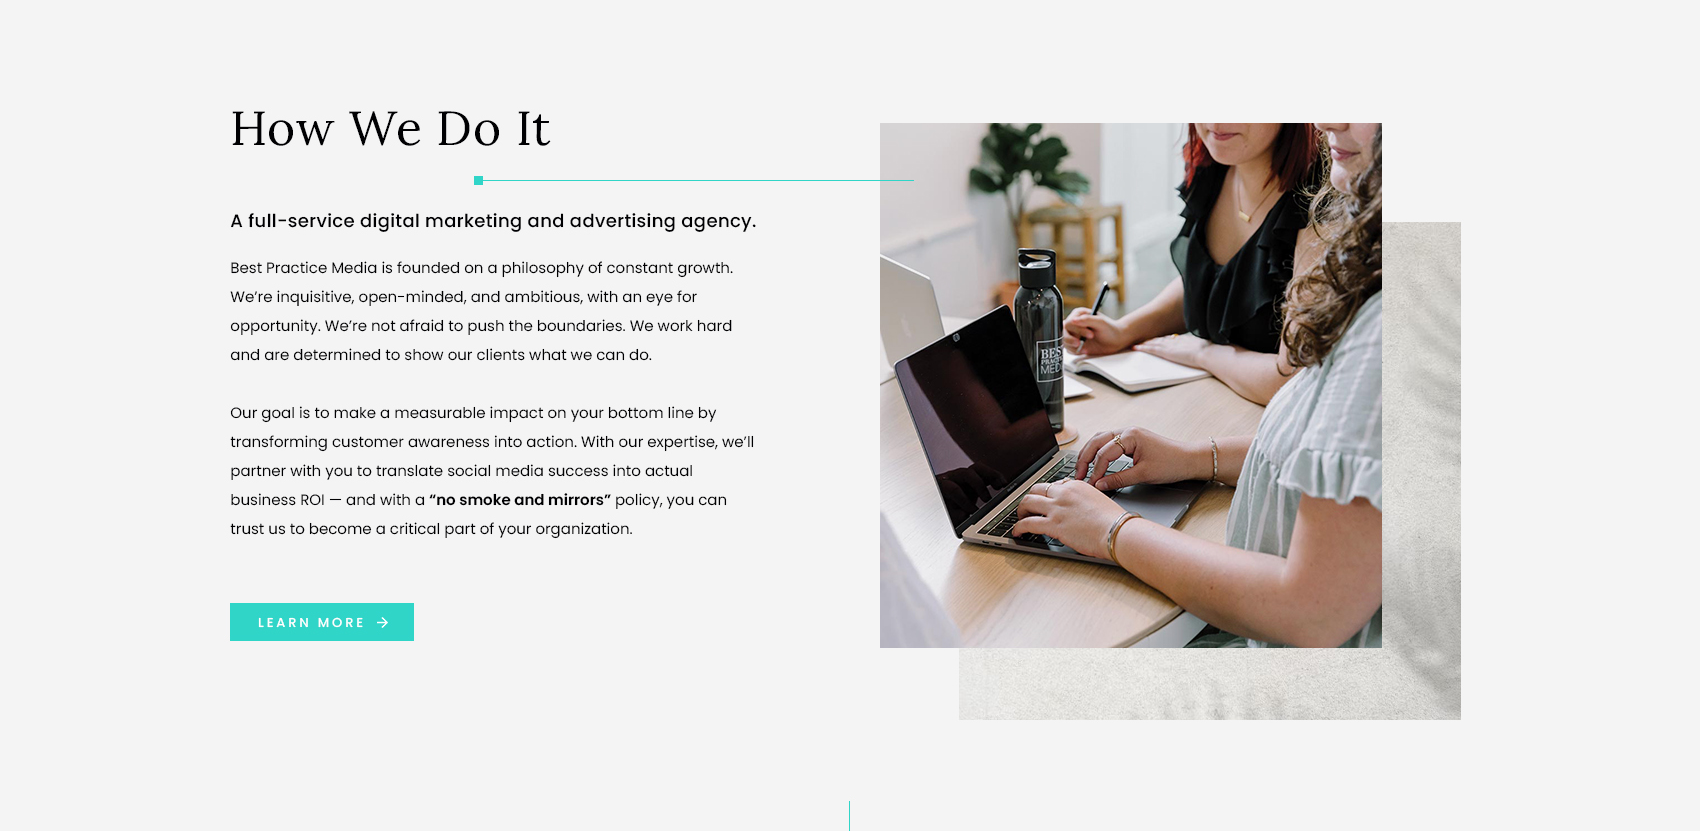 How We Do It
A full-service digital marketing and advertising agency.
Best Practice Media is founded on a philosophy of constant growth.
We’re inquisitive, open-minded, and ambitious, with an eye for
opportunity. We’re not afraid to push the boundaries. We work hard
and are determined to show our clients what we can do.
Our goal is to make a measurable impact on your bottom line by
transforming customer awareness into action. With our expertise, we’ll
partner with you to translate social media success into actual
business ROI — and with a “no smoke and mirrors” policy, you can
trust us to become a critical part of your organization.
LEARN MORE →
BEST